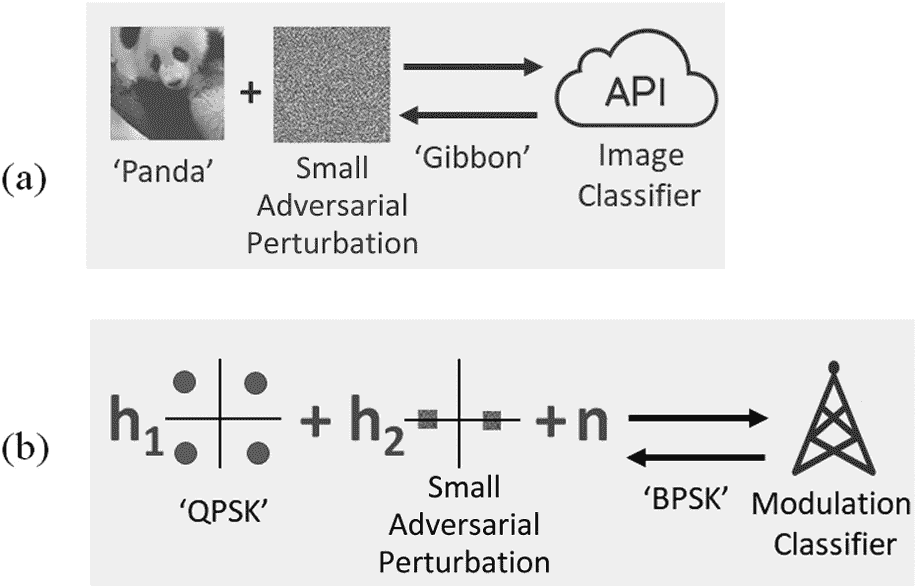 (a)
+
API
'Panda'
Small
Adversarial
Perturbation
'Gibbon'
Image
Classifier
(b)
h1 + h2 + n
'QPSK'
Small
Adversarial
Perturbation
'BPSK'
Modulation
Classifier